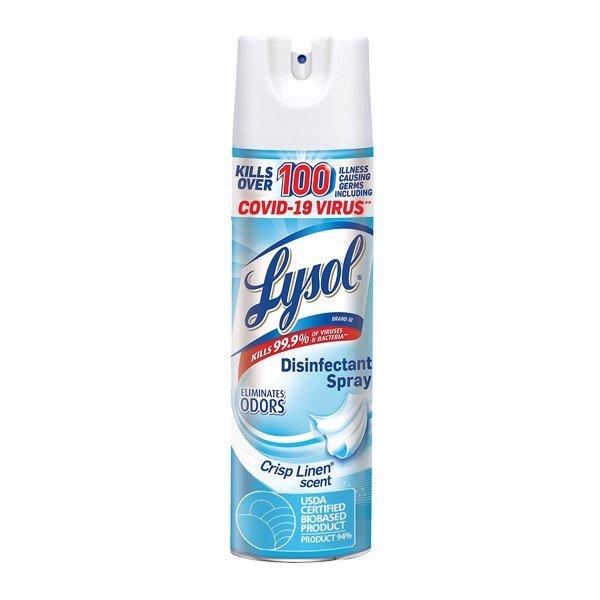 KILLS OVER 100 ILLNESS CAUSING GERMS INCLUDING
COVID-19 VIRUS**
Lysol®
BRAND III
KILLS 99.9% OF VIRUSES & BACTERIA**
Disinfectant
Spray
ELIMINATES
ODORS
Crisp Linen®
scent
USDA
CERTIFIED
BIOBASED
PRODUCT
PRODUCT 94%